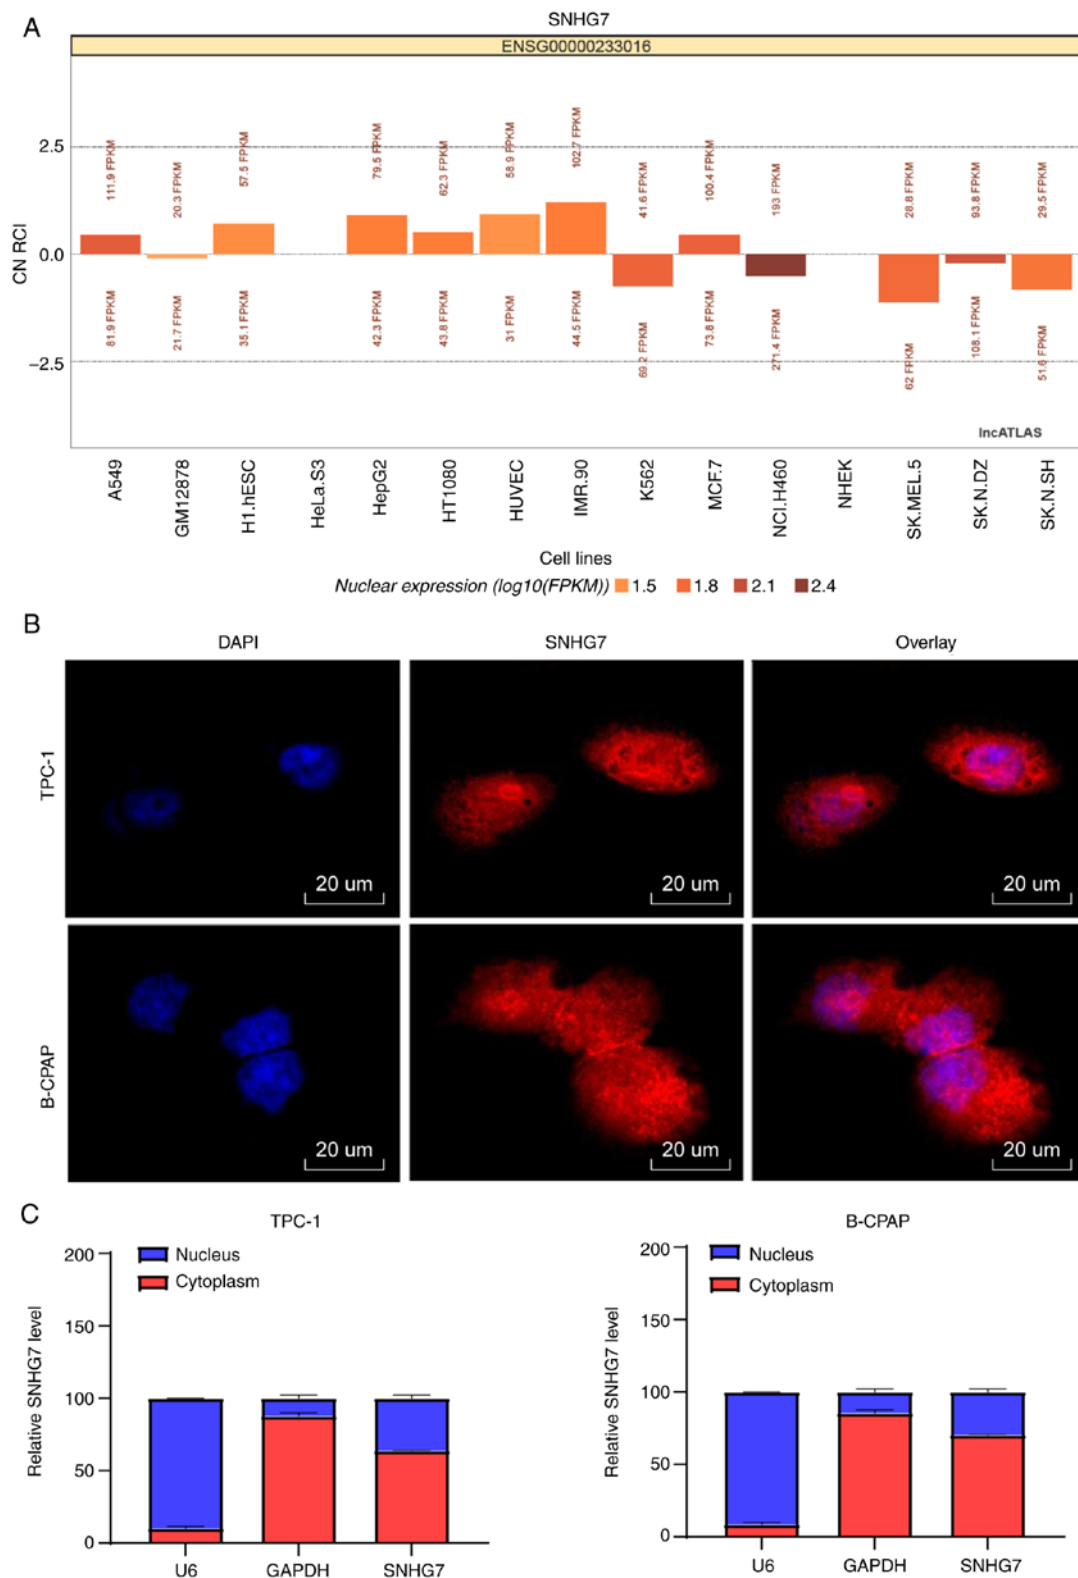 A
SNHG7
ENSG00000233016
CN RCI
2.5
0.0
−2.5
111.9 FPKM
20.3 FPKM
57.5 FPKM
79.5 FPKM
62.3 FPKM
58.9 FPKM
102.7 FPKM
41.6 FPKM
100.4 FPKM
193 FPKM
28.8 FPKM
93.8 FPKM
29.5 FPKM
81.9 FPKM
21.7 FPKM
35.1 FPKM
42.3 FPKM
43.8 FPKM
31 FPKM
44.5 FPKM
69.2 FPKM
73.8 FPKM
271.4 FPKM
62 FPKM
108.1 FPKM
51.6 FPKM
lncATLAS
A549
GM12878
H1.hESC
HeLa.S3
HepG2
HT1080
HUVEC
IMR.90
K562
MCF.7
NCI.H460
NHEK
SK.MEL.5
SK.N.DZ
SK.N.SH
Cell lines
Nuclear expression (log10(FPKM)) 1.5 1.8 2.1 2.4
B
DAPI SNHG7 Overlay
TPC-1
20 um 20 um 20 um
B-CPAP
20 um 20 um 20 um
C
TPC-1
Nucleus
Cytoplasm
Relative SNHG7 level
200
150
100
50
0
U6 GAPDH SNHG7
B-CPAP
Nucleus
Cytoplasm
Relative SNHG7 level
200
150
100
50
0
U6 GAPDH SNHG7